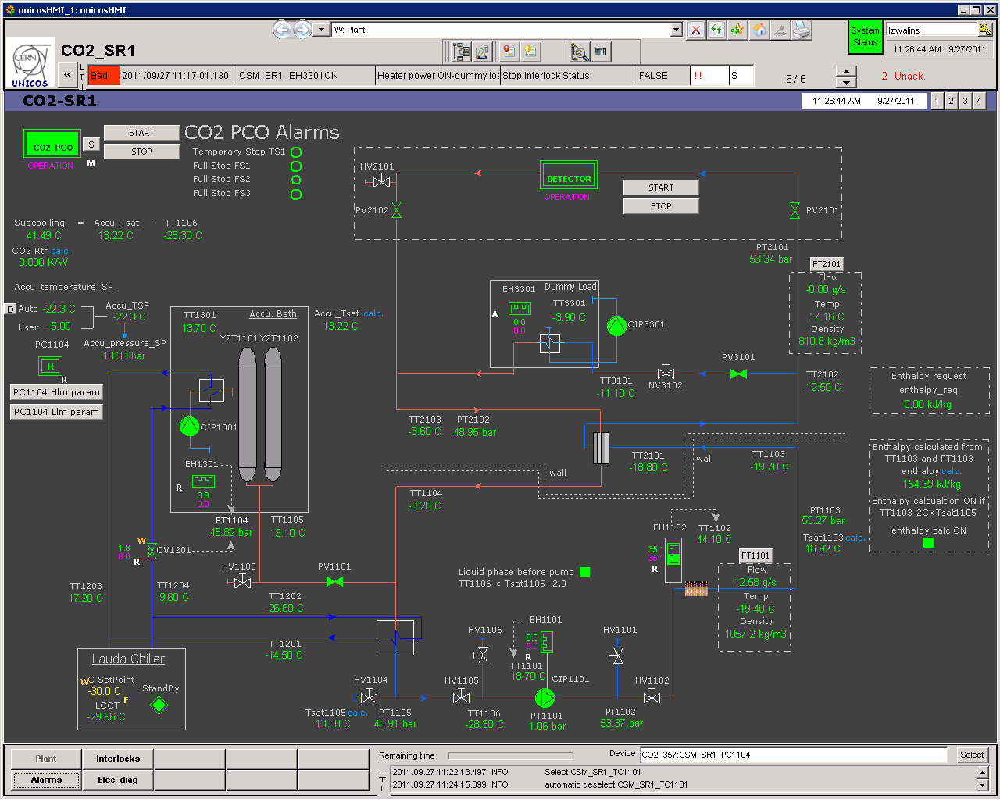 unicosHMI_1: unicosHMI
W: Plant
System Status
lzwalins
11:26:44 AM 9/27/2011
CERN
UNICOS
CO2_SR1
«
L T I
Bad 2011/09/27 11:17:01.130 CSM_SR1_EH3301ON Heater power ON-dummy loa Stop Interlock Status FALSE !!! S
6 / 6
2 Unack.
CO2-SR1
11:26:44 AM 9/27/2011
1 2 3 4
CO2_PCO
OPERATION
S
M
START
STOP
CO2 PCO Alarms
Temporary Stop TS1
Full Stop FS1
Full Stop FS2
Full Stop FS3
HV2101
DETECTOR
OPERATION
START
STOP
PV2102
PV2101
Subcoolling = Accu_Tsat - TT1106
41.49 C 13.22 C -28.30 C
CO2 Rth calc.
0.000 K/W
PT2101
53.34 bar
FT2101
Flow
-0.00 g/s
Temp
17.16 C
Density
810.6 kg/m3
Accu_temperature_SP
D Auto -22.3 C
User -5.00
Accu_TSP
-22.3 C
Accu_pressure_SP
18.33 bar
PC1104
R
R
PC1104 Hlm param
PC1104 Llm param
TT1301
13.70 C
Accu. Bath
Y2T1101 Y2T1102
Accu_Tsat calc.
13.22 C
CIP1301
EH1301
R
0.0
0.0
EH3301
Dummy Load
A
0.0
0.0
TT3301
-3.90 C
CIP3301
PV3101
NV3102
TT3101
-11.10 C
TT2102
-12.50 C
Enthalpy request
enthalpy_req
0.00 kJ/kg
TT2103
-3.60 C
PT2102
48.95 bar
TT2101
-18.80 C
TT1103
-19.70 C
wall
wall
TT1104
-8.20 C
Enthalpy calculated from
TT1103 and PT1103
enthalpy calc.
154.39 kJ/kg
Enthalpy calcualtion ON if
TT1103-2C<Tsat1105
enthalpy calc ON
PT1103
53.27 bar
Tsat1103 calc.
16.92 C
PT1104
48.82 bar
TT1105
13.10 C
EH1102
35.1
35.1
R
TT1102
44.10 C
W
1.8
0.0
R
CV1201
HV1103
PV1101
Liquid phase before pump
TT1106 < Tsat1105 -2.0
FT1101
Flow
12.58 g/s
Temp
-19.40 C
Density
1057.2 kg/m3
TT1203
17.20 C
TT1204
9.60 C
TT1202
-26.60 C
TT1201
-14.50 C
HV1106
EH1101
0.0
0.0
R
TT1101
18.70 C
HV1101
Lauda Chiller
LC SetPoint
W
-30.0 C
F
LCCT
-29.96 C
StandBy
HV1104
HV1105
CIP1101
HV1102
Tsat1105 calc.
13.30 C
PT1105
48.91 bar
TT1106
-28.30 C
PT1101
1.06 bar
PT1102
53.37 bar
Plant
Interlocks
Alarms
Elec_diag
Remaining time
Device CO2_357:CSM_SR1_PC1104
Select
L T I
2011.09.27 11:22:13.497 INFO Select CSM_SR1_TC1101
2011.09.27 11:24:15.099 INFO automatic deselect CSM_SR1_TC1101